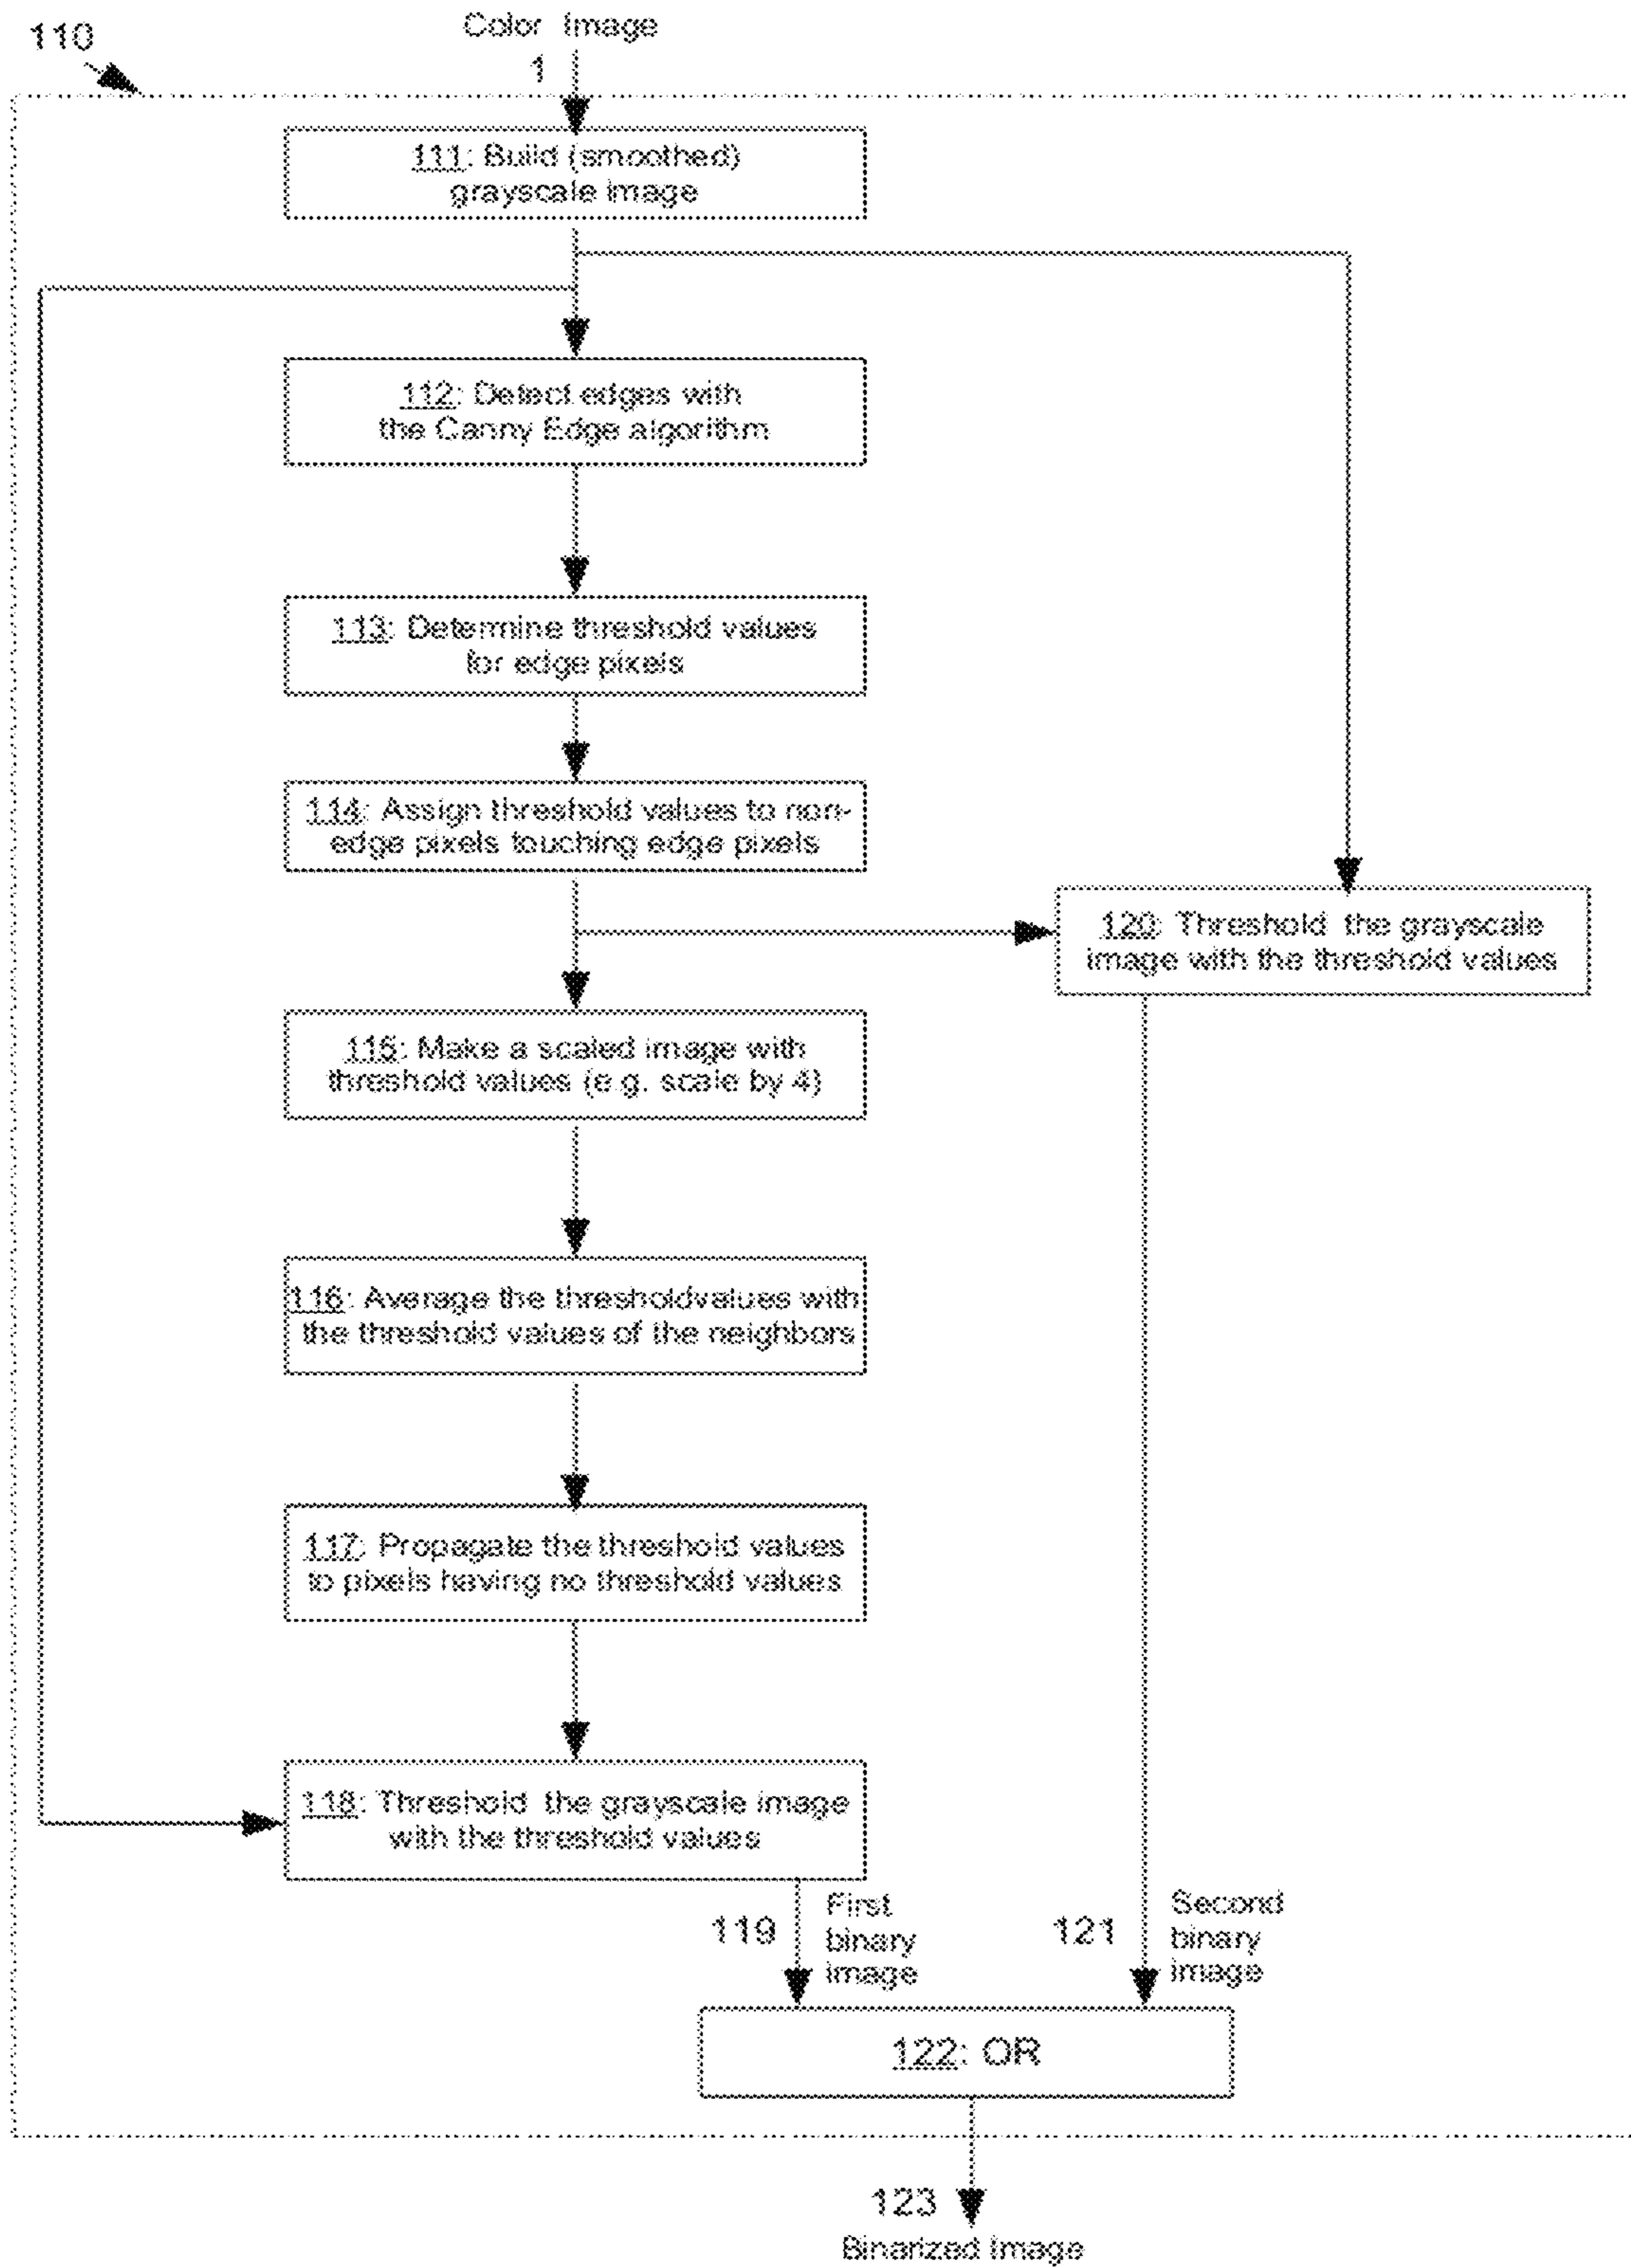 110
Color Image
1
111: Build (smoothed)
grayscale image
112: Detect edges with
the Canny Edge algorithm
113: Determine threshold values
for edge pixels
114: Assign threshold values to non-
edge pixels touching edge pixels
120: Threshold the grayscale
image with the threshold values
115: Make a scaled image with
threshold values (e.g. scale by 4)
116: Average the thresholdvalues with
the threshold values of the neighbors
117: Propagate the threshold values
to pixels having no threshold values
118: Threshold the grayscale image
with the threshold values
119
First
binary
image
121
Second
binary
image
122: OR
123
Binarized Image